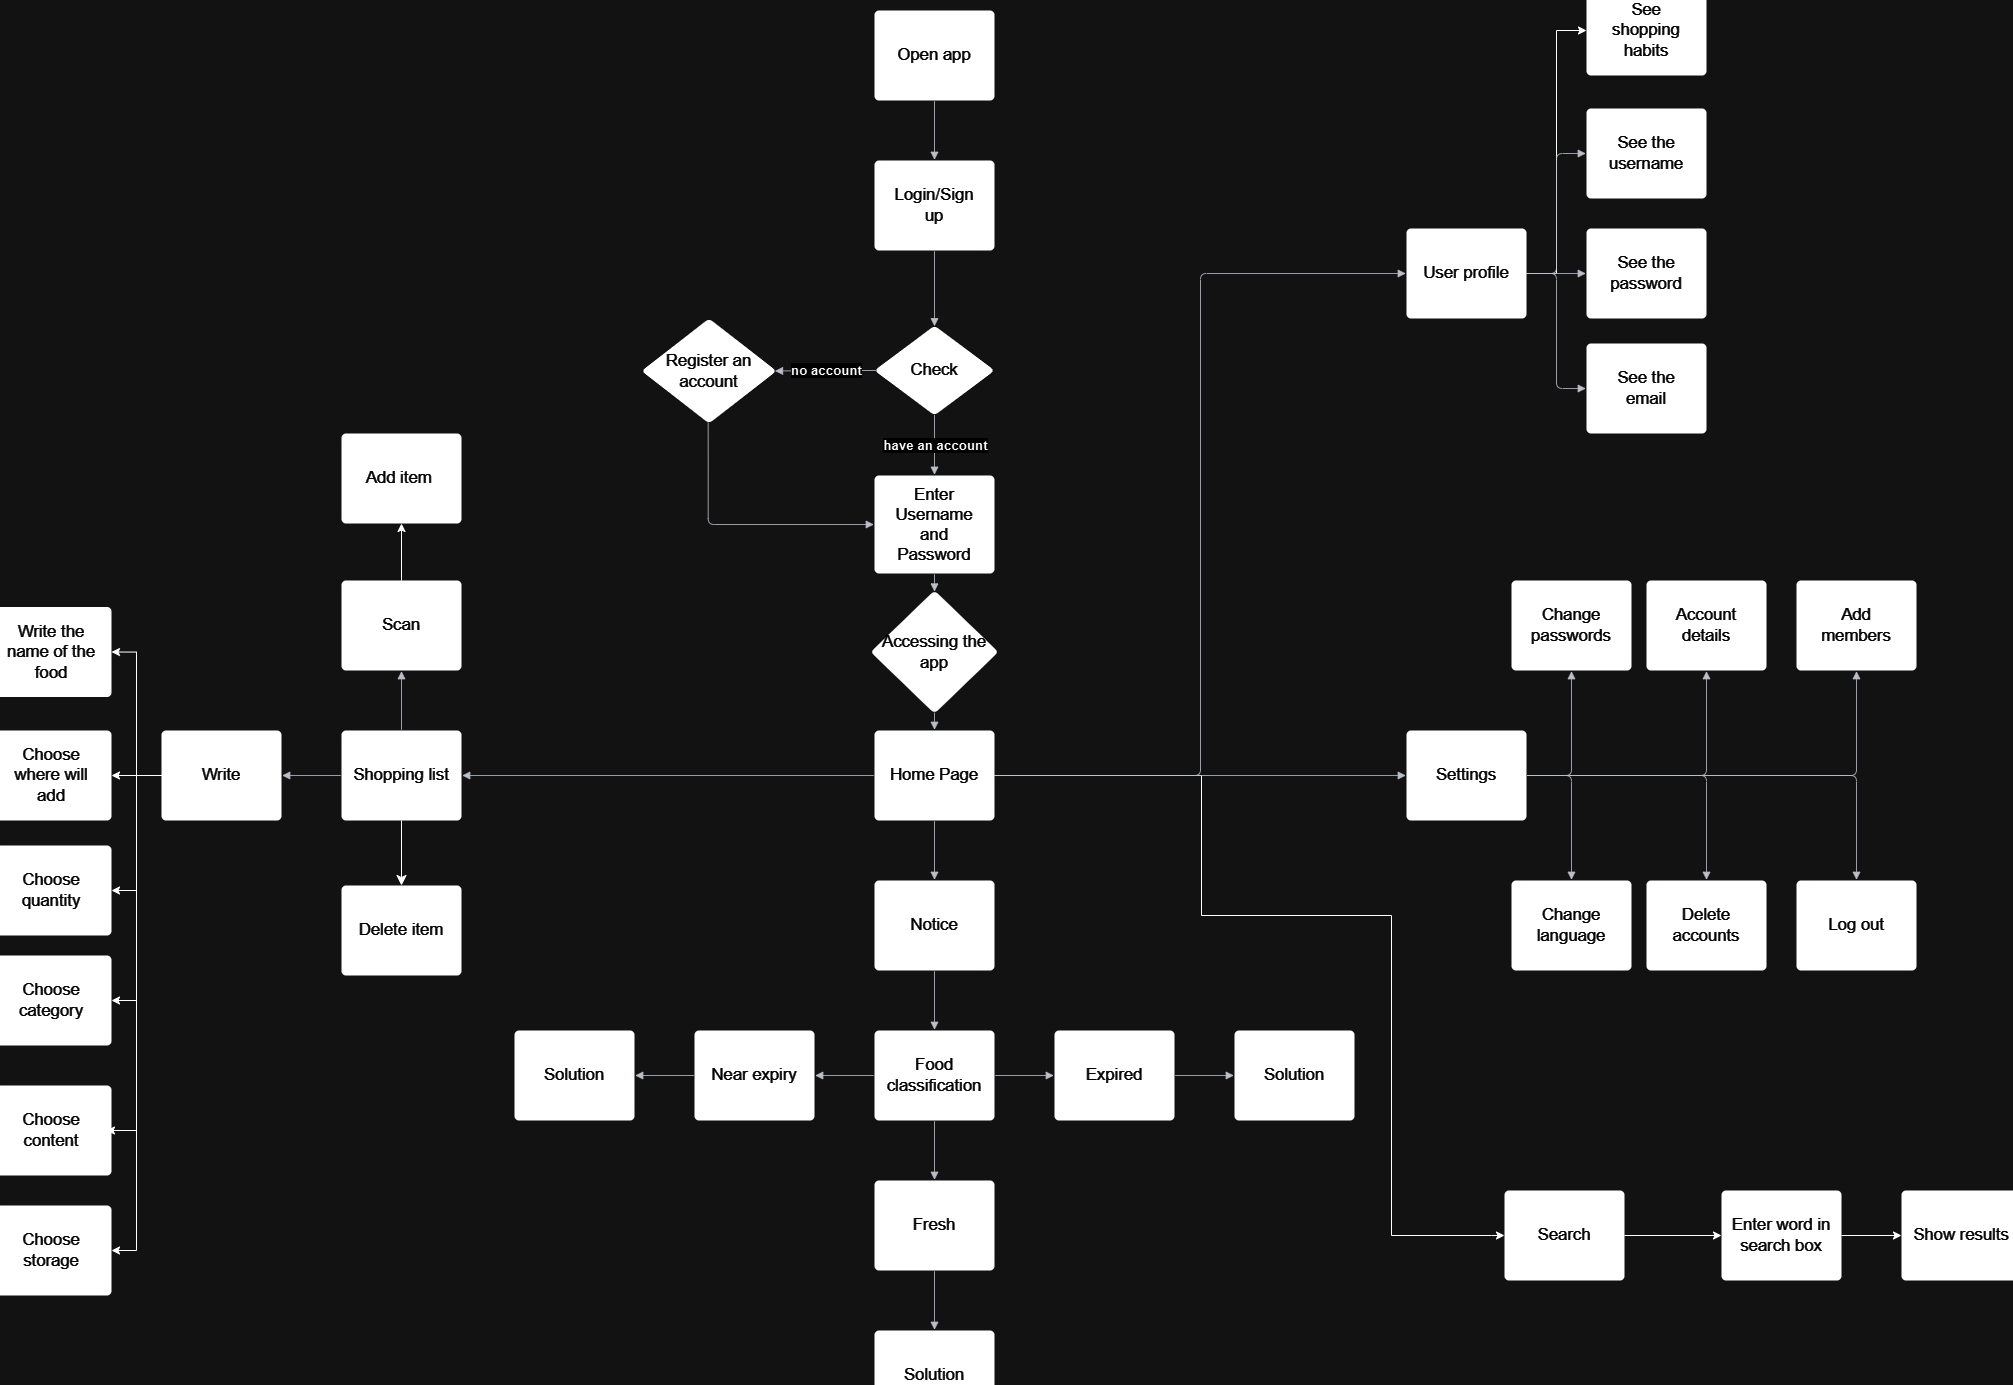 Open app
See
shopping
habits
See the
username
Login/Sign
up
User profile
See the
password
Register an
account
no account
Check
See the
email
have an account
Add item
Enter
Username
and
Password
Scan
Accessing the
app
Change
passwords
Account
details
Add
members
Write the
name of the
food
Choose
where will
add
Write
Shopping list
Home Page
Settings
Choose
quantity
Delete item
Notice
Change
language
Delete
accounts
Log out
Choose
category
Solution
Near expiry
Food
classification
Expired
Solution
Choose
content
Choose
storage
Fresh
Search
Enter word in
search box
Show results
Solution